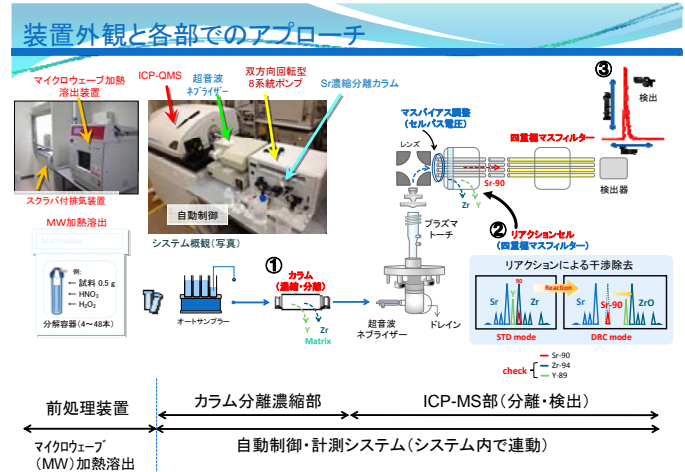 装置外観と各部でのアプローチ
マイクロウェーブ加熱
溶出装置
ICP-QMS
超音波
ネブライザー
双方向回転型
8系統ポンプ
Sr濃縮分離カラム
スクラバ付排気装置
自動制御
システム概観(写真)
MW加熱溶出
例:
← 試料 0.5 g
← HNO3
← H2O2
分解容器(4~48本)
オートサンプラー
①
カラム
(濃縮・分離)
Y
Zr
Matrix
超音波
ネブライザー
ドレイン
プラズマ
トーチ
マスバイアス調整
(セルパス電圧)
レンズ
四重極マスフィルター
Sr-90
Zr
Y
検出器
③
検出
②
リアクションセル
(四重極マスフィルター)
リアクションによる干渉除去
Reaction
Sr
90
Y
Zr
STD mode
Sr
Sr-90
ZrO
DRC mode
check
Sr-90
Zr-94
Y-89
前処理装置
カラム分離濃縮部
ICP-MS部(分離・検出)
マイクロウェーブ
(MW)加熱溶出
自動制御・計測システム(システム内で連動)